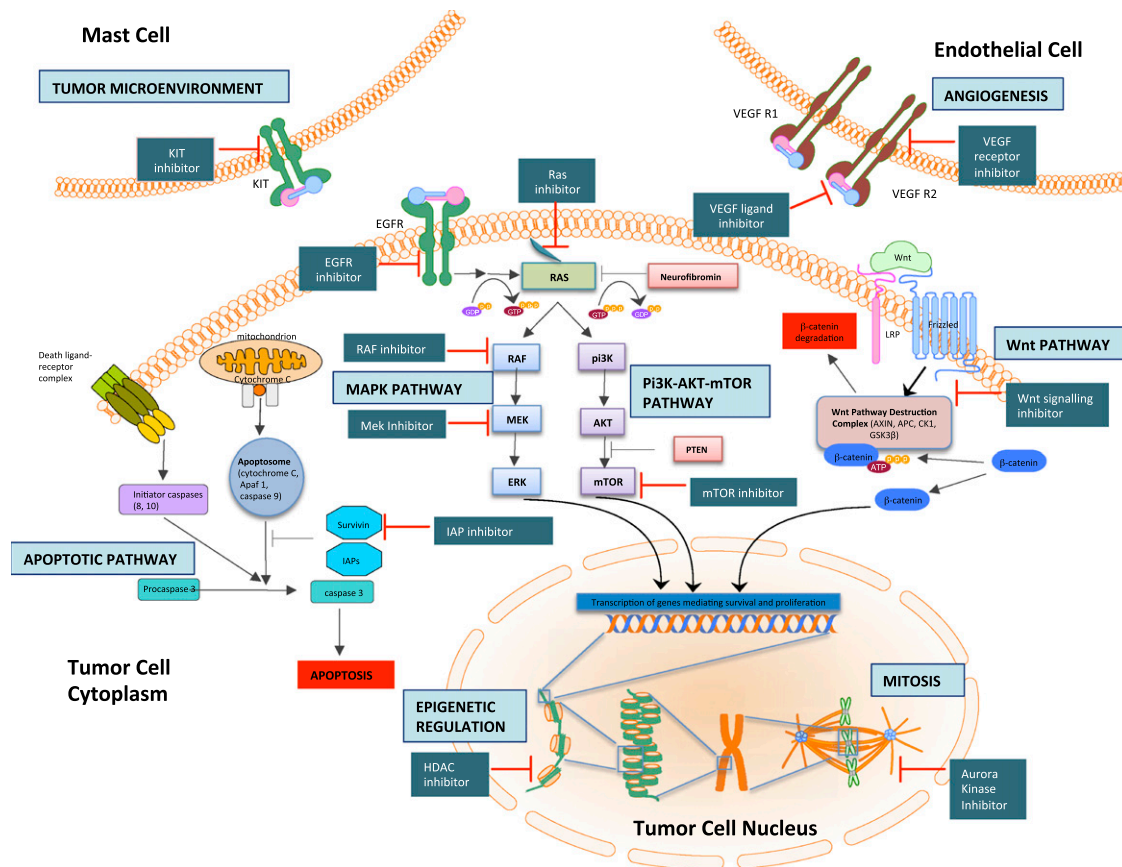 Mast Cell
Endothelial Cell
TUMOR MICROENVIRONMENT
ANGIOGENESIS
VEGF R1
KIT
inhibitor
VEGF
receptor
inhibitor
KIT
Ras
inhibitor
VEGF R2
VEGF ligand
inhibitor
EGFR
EGFR
inhibitor
Wnt
RAS
Neurofibromin
GDP
p p
GTP
p p p
GTP
p p p
GDP
p p
LRP
Frizzled
β-catenin
degradation
mitochondrion
Cytochrome C
Death ligand-
receptor
complex
RAF inhibitor
RAF
pi3K
Wnt PATHWAY
MAPK PATHWAY
Pi3K-AKT-mTOR
PATHWAY
Wnt signalling
inhibitor
Wnt Pathway Destruction
Complex (AXIN, APC, CK1,
GSK3β)
Mek Inhibitor
MEK
AKT
PTEN
β-catenin
ATP
p p p
β-catenin
β-catenin
Apoptosome
(cytochrome C,
Apaf 1,
caspase 9)
ERK
mTOR
mTOR inhibitor
Initiator caspases
(8, 10)
Survivin
IAP inhibitor
IAPs
APOPTOTIC PATHWAY
Procaspase 3
caspase 3
Transcription of genes mediating survival and proliferation
Tumor Cell
Cytoplasm
APOPTOSIS
EPIGENETIC
REGULATION
MITOSIS
HDAC
inhibitor
Aurora
Kinase
Inhibitor
Tumor Cell Nucleus